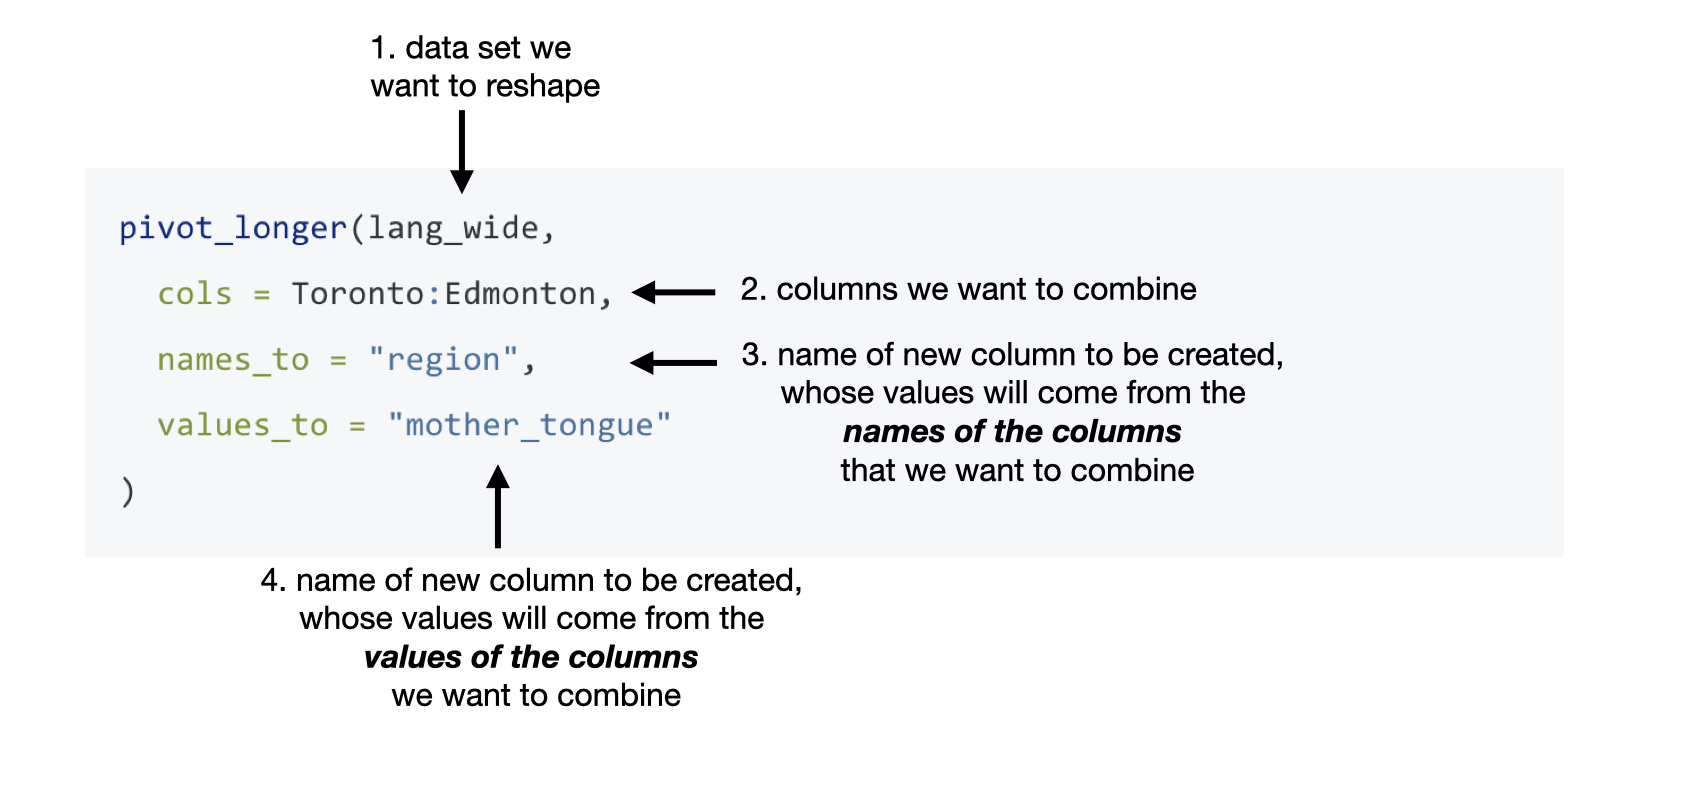 1. data set we
want to reshape
pivot_longer(lang_wide,
cols = Toronto:Edmonton,
2. columns we want to combine
names_to = "region",
3. name of new column to be created,
whose values will come from the
names of the columns
that we want to combine
values_to = "mother_tongue"
)
4. name of new column to be created,
whose values will come from the
values of the columns
we want to combine